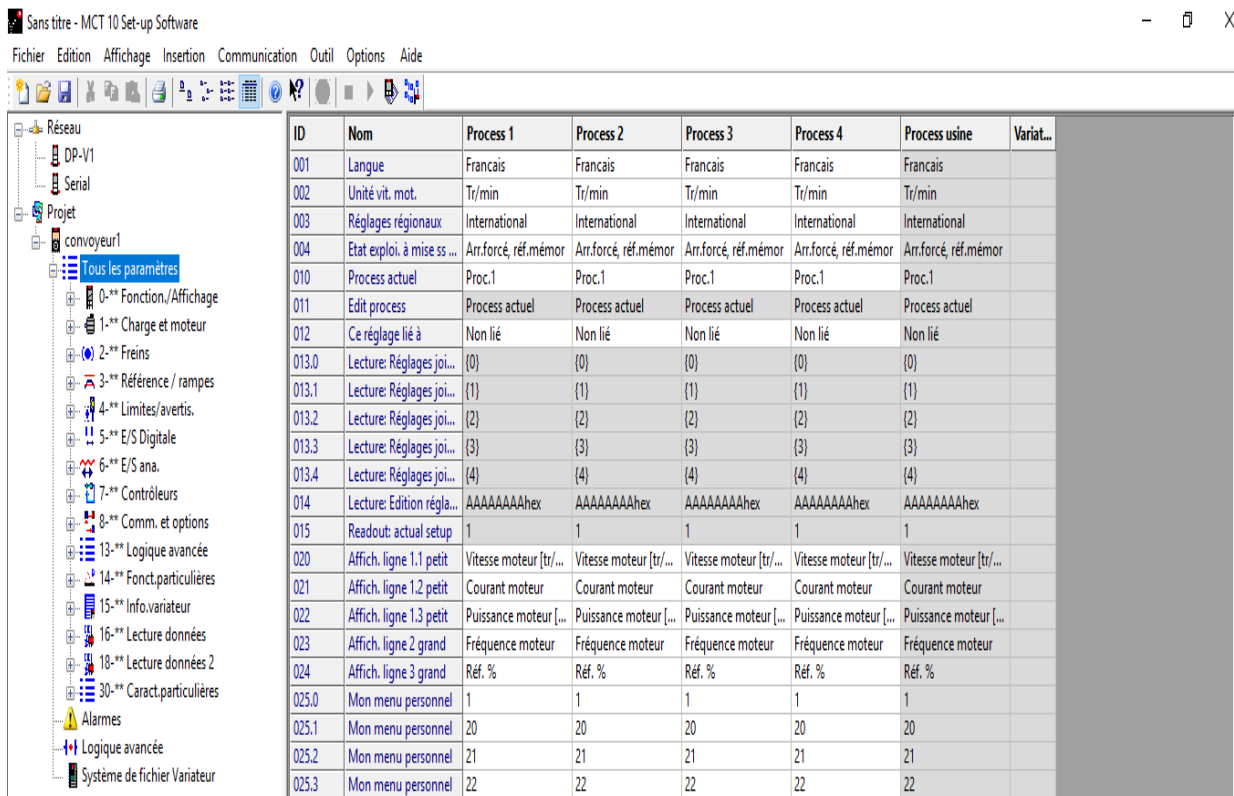 Sans titre - MCT 10 Set-up Software
Fichier Edition Affichage Insertion Communication Outil Options Aide
Réseau
DP-V1
Serial
Projet
convoyeur1
Tous les paramètres
0-** Fonction./Affichage
1-** Charge et moteur
2-** Freins
3-** Référence / rampes
4-** Limites/avertis.
5-** E/S Digitale
6-** E/S ana.
7-** Contrôleurs
8-** Comm. et options
13-** Logique avancée
14-** Fonct.particulières
15-** Info.variateur
16-** Lecture données
18-** Lecture données 2
30-** Caract.particulières
Alarmes
Logique avancée
Système de fichier Variateur
ID Nom Process 1 Process 2 Process 3 Process 4 Process usine Variat...
001 Langue Francais Francais Francais Francais Francais
002 Unité vit. mot. Tr/min Tr/min Tr/min Tr/min Tr/min
003 Réglages régionaux International International International International International
004 Etat exploi. à mise ss ... Arr.forcé, réf.mémor Arr.forcé, réf.mémor Arr.forcé, réf.mémor Arr.forcé, réf.mémor Arr.forcé, réf.mémor
010 Process actuel Proc.1 Proc.1 Proc.1 Proc.1 Proc.1
011 Edit process Process actuel Process actuel Process actuel Process actuel Process actuel
012 Ce réglage lié à Non lié Non lié Non lié Non lié Non lié
013.0 Lecture: Réglages joi... {0} {0} {0} {0} {0}
013.1 Lecture: Réglages joi... {1} {1} {1} {1} {1}
013.2 Lecture: Réglages joi... {2} {2} {2} {2} {2}
013.3 Lecture: Réglages joi... {3} {3} {3} {3} {3}
013.4 Lecture: Réglages joi... {4} {4} {4} {4} {4}
014 Lecture: Edition régla... AAAAAAAAhex AAAAAAAAhex AAAAAAAAhex AAAAAAAAhex AAAAAAAAhex
015 Readout: actual setup 1 1 1 1 1
020 Affich. ligne 1.1 petit Vitesse moteur [tr/... Vitesse moteur [tr/... Vitesse moteur [tr/... Vitesse moteur [tr/... Vitesse moteur [tr/...
021 Affich. ligne 1.2 petit Courant moteur Courant moteur Courant moteur Courant moteur Courant moteur
022 Affich. ligne 1.3 petit Puissance moteur [... Puissance moteur [... Puissance moteur [... Puissance moteur [... Puissance moteur [...
023 Affich. ligne 2 grand Fréquence moteur Fréquence moteur Fréquence moteur Fréquence moteur Fréquence moteur
024 Affich. ligne 3 grand Réf. % Réf. % Réf. % Réf. % Réf. %
025.0 Mon menu personnel 1 1 1 1 1
025.1 Mon menu personnel 20 20 20 20 20
025.2 Mon menu personnel 21 21 21 21 21
025.3 Mon menu personnel 22 22 22 22 22